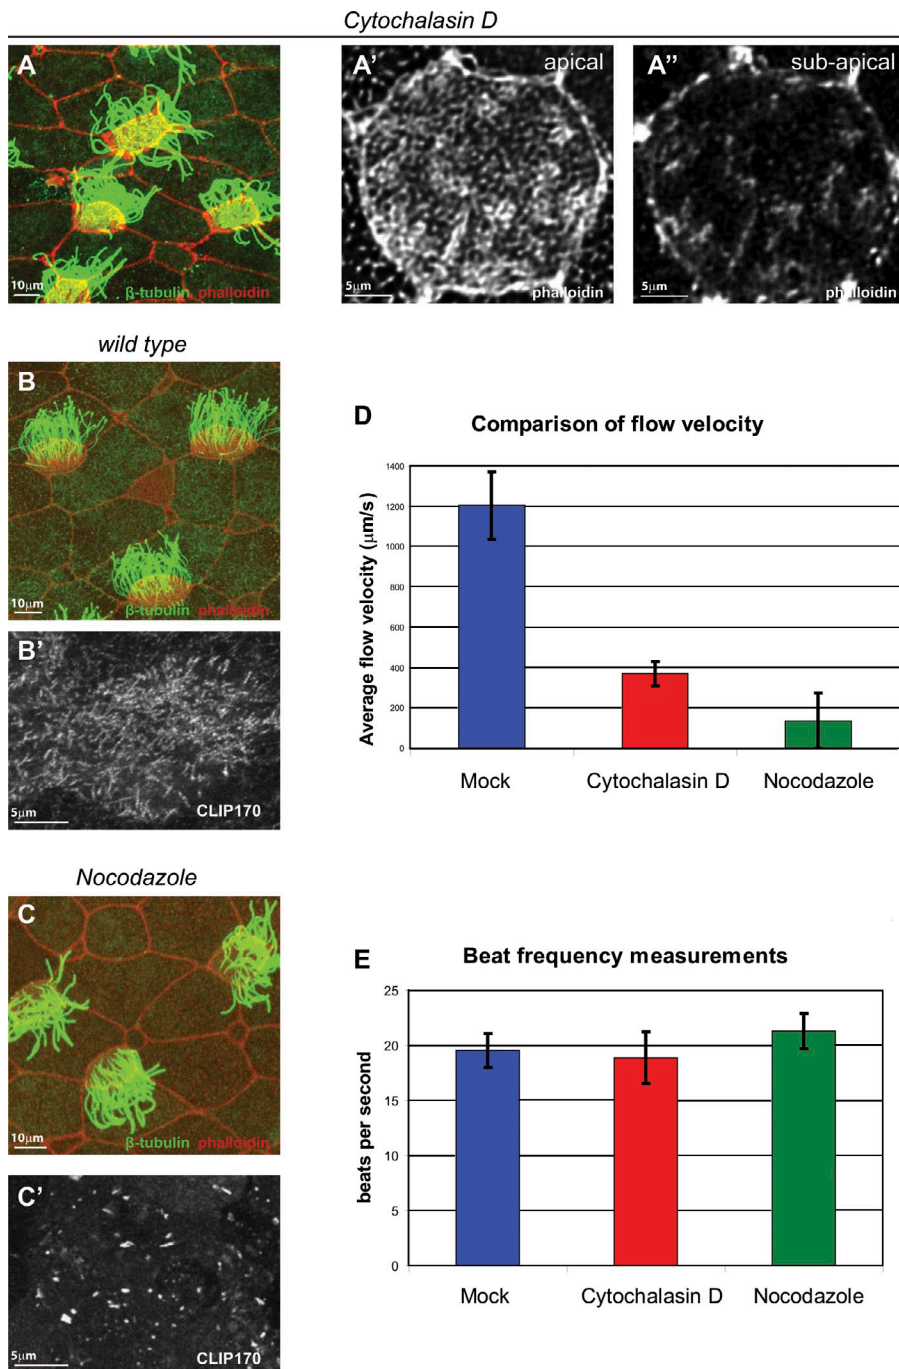 Cytochalasin D
A
10μm
β-tubulin phalloidin
A'
apical
5μm
phalloidin
A''
sub-apical
5μm
phalloidin
wild type
B
10μm
β-tubulin phalloidin
B'
5μm
CLIP170
Nocodazole
C
10μm
β-tubulin phalloidin
C'
5μm
CLIP170
D
Comparison of flow velocity
Average flow velocity (μm/s)
1400
1200
1000
800
600
400
200
0
Mock
Cytochalasin D
Nocodazole
E
Beat frequency measurements
beats per second
25
20
15
10
5
0
Mock
Cytochalasin D
Nocodazole